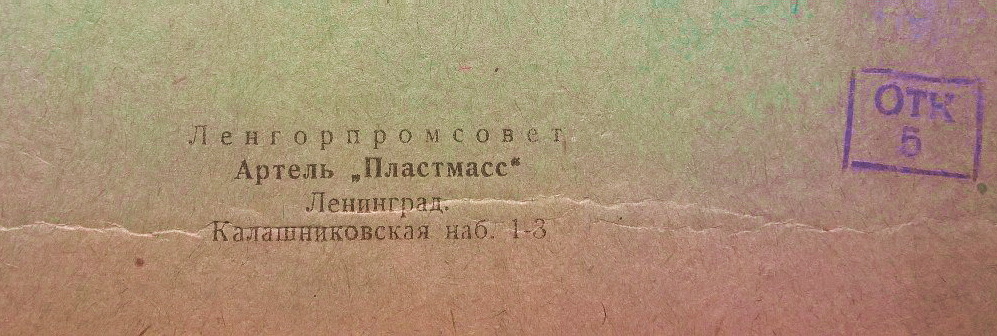 Ленгорпромсовет.
Артель „Пластмасс“
Ленинград.
Калашниковская наб. 1-3
ОТК
5